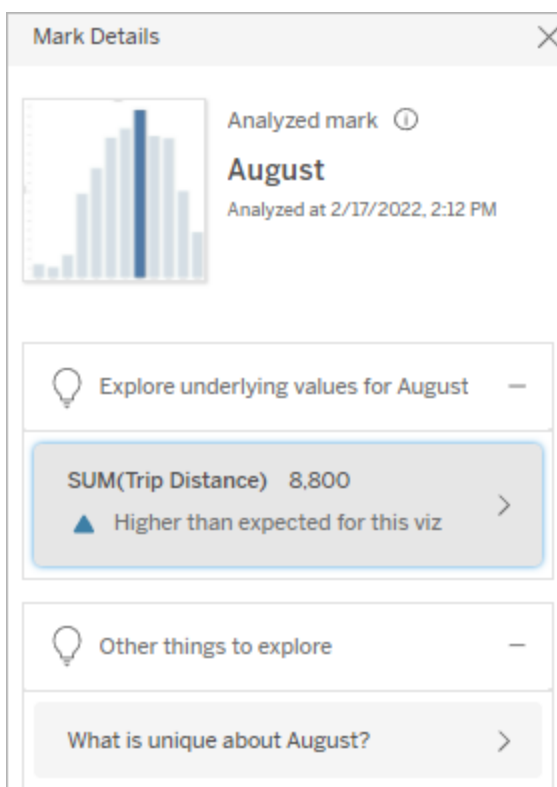 Mark Details
Analyzed mark
August
Analyzed at 2/17/2022, 2:12 PM
Explore underlying values for August
SUM(Trip Distance) 8,800
Higher than expected for this viz
Other things to explore
What is unique about August?